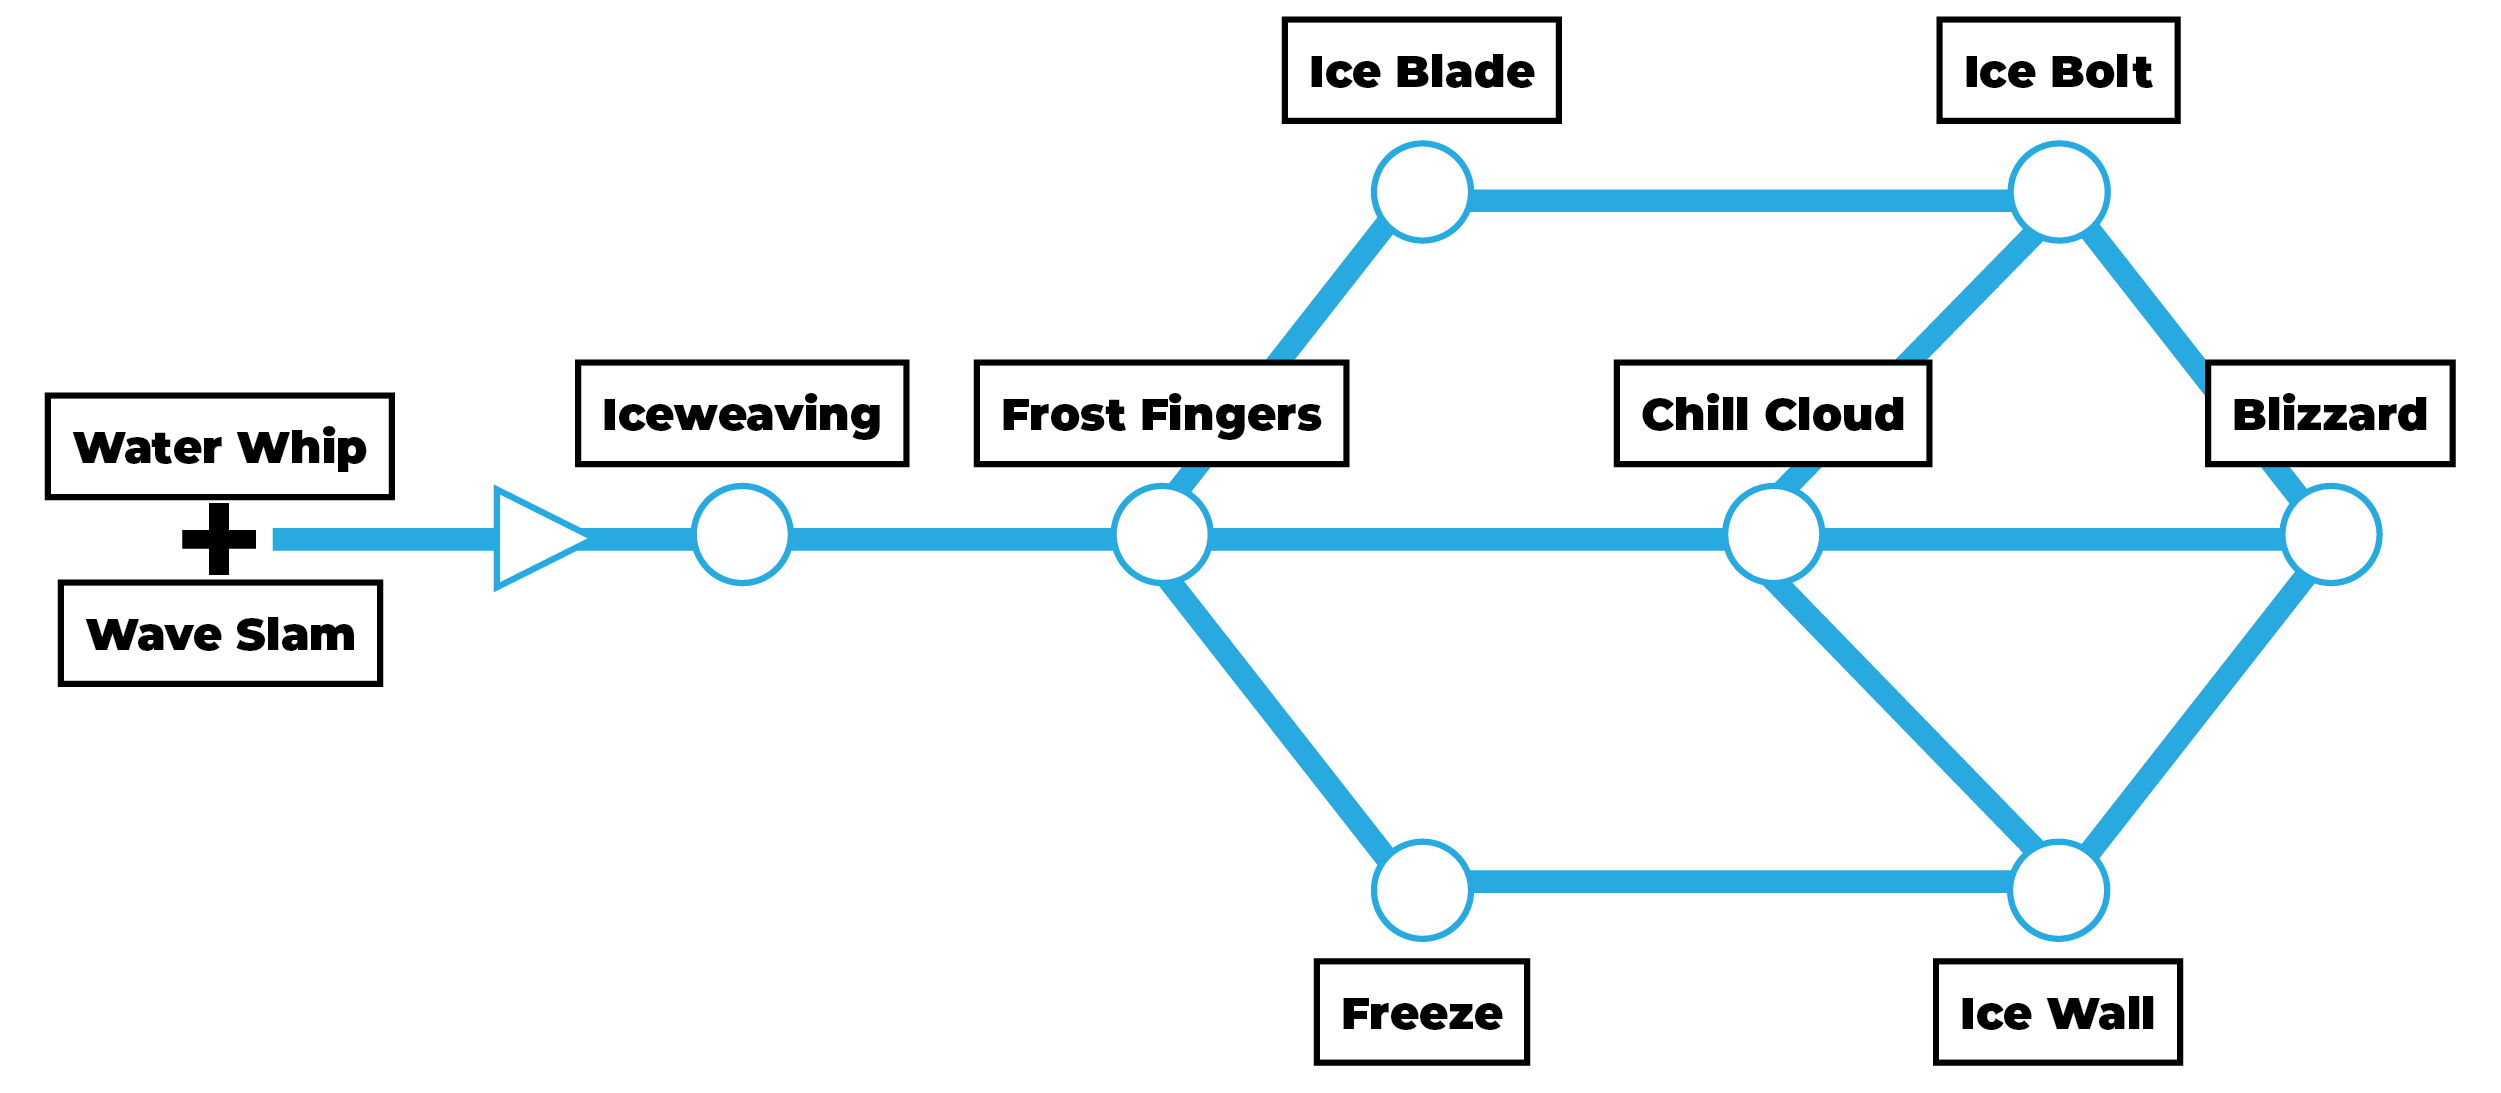 Ice Blade
Ice Bolt
Water Whip
Iceweaving
Frost Fingers
Chill Cloud
Blizzard
+
Wave Slam
Freeze
Ice Wall